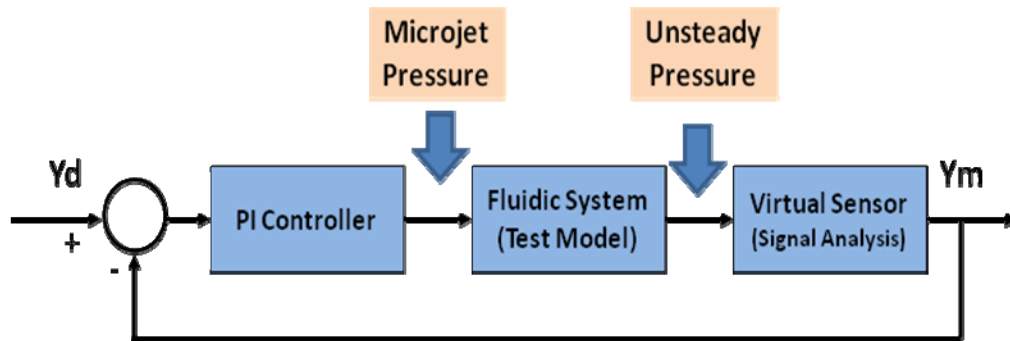 Microjet
Pressure
Unsteady
Pressure
Yd
+
-
PI Controller
Fluidic System
(Test Model)
Virtual Sensor
(Signal Analysis)
Ym